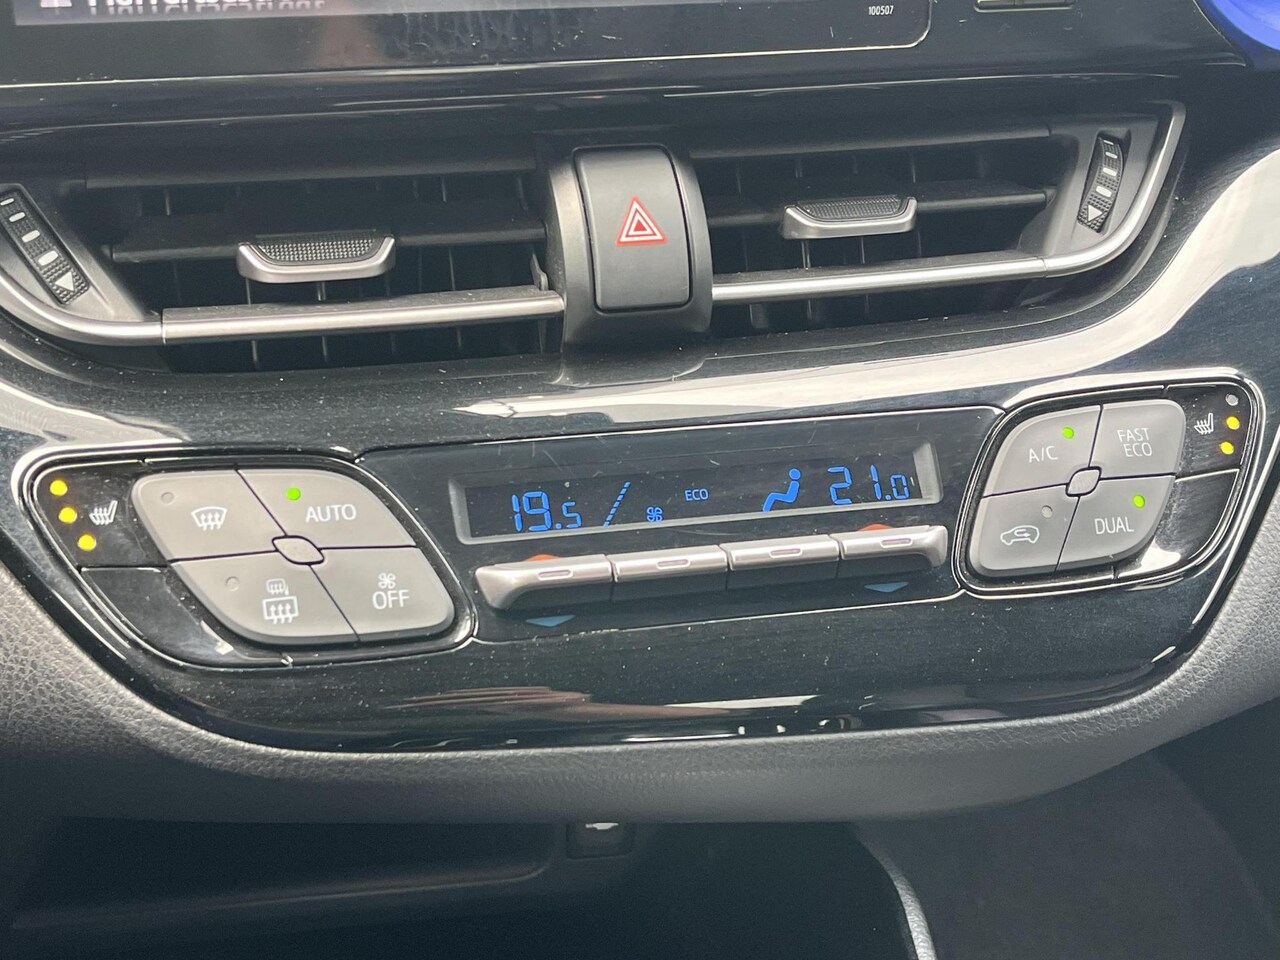 100507
19.5
ECO
21.0
AUTO
OFF
A/C
FAST
ECO
DUAL